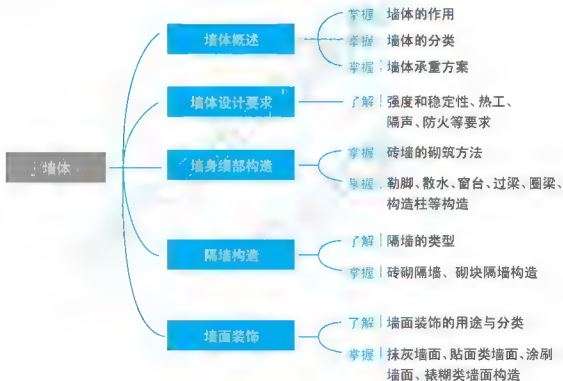 墙体
墙体概述
掌握 墙体的作用
掌握 墙体的分类
掌握 墙体承重方案
墙体设计要求
了解 强度和稳定性、热工、
隔声、防火等要求
墙身细部构造
掌握 砖墙的砌筑方法
掌握 勒脚、散水、窗台、过梁、圈梁、
构造柱等构造
隔墙构造
了解 隔墙的类型
掌握 砖砌隔墙、砌块隔墙构造
墙面装饰
了解 墙面装饰的用途与分类
掌握 抹灰墙面、贴面类墙面、涂刷
墙面、裱糊类墙面构造